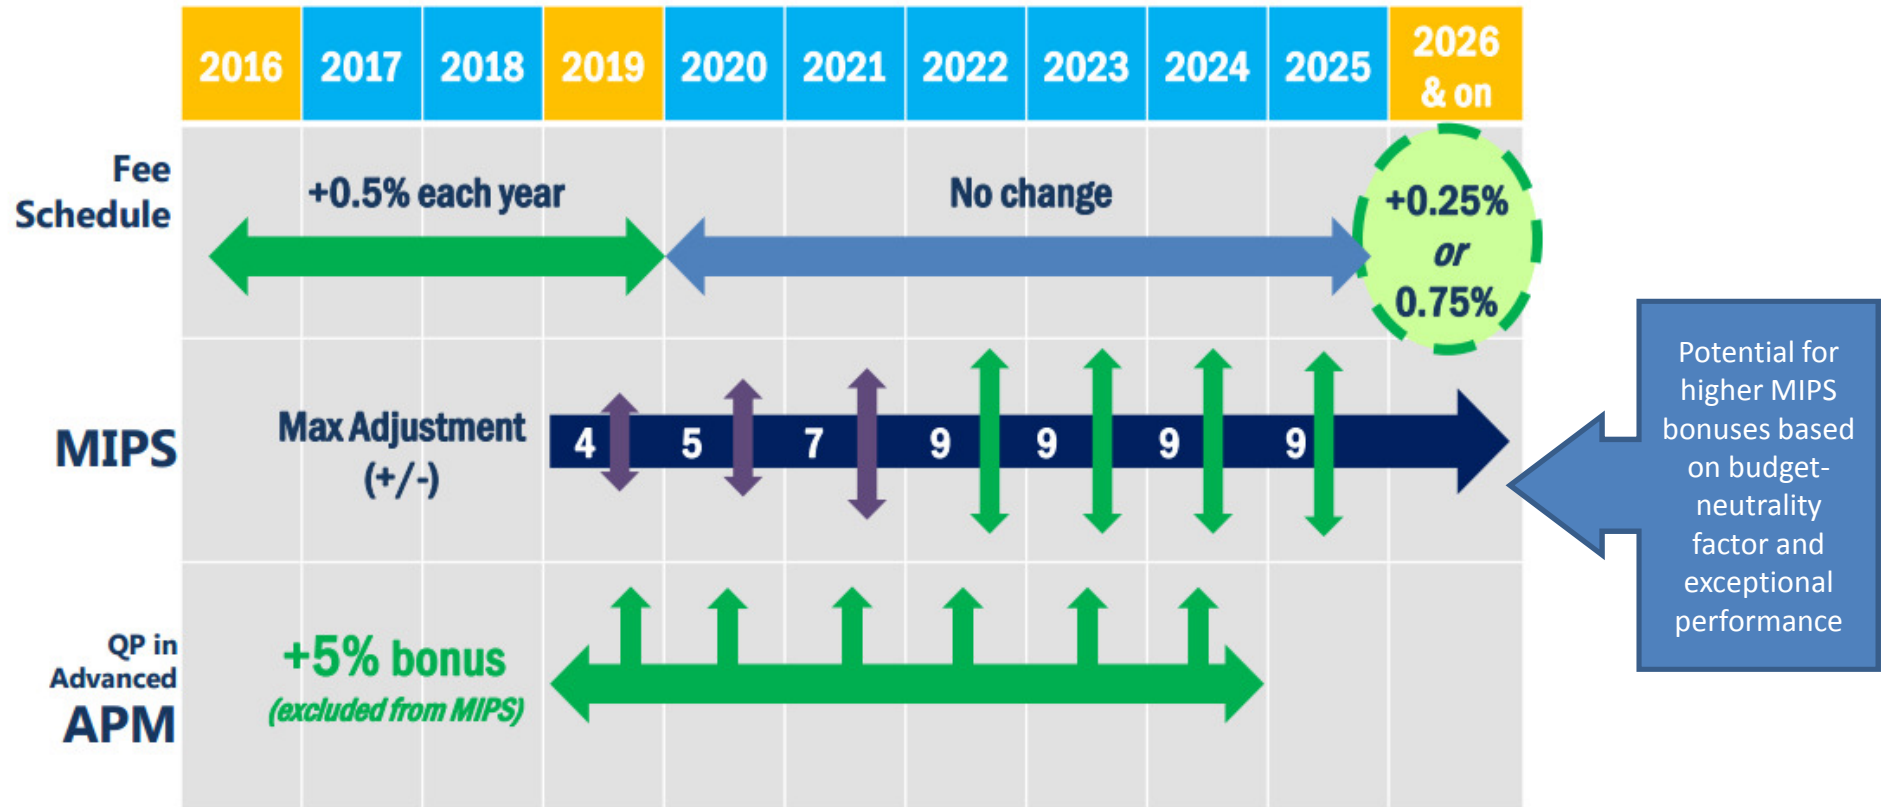 2016 2017 2018 2019 2020 2021 2022 2023 2024 2025 2026
& on
Fee
Schedule
+0.5% each year
No change
+0.25%
or
0.75%
MIPS
Max Adjustment
(+/-)
4 5 7 9 9 9 9
Potential for
higher MIPS
bonuses based
on budget-
neutrality
factor and
exceptional
performance
QP in
Advanced
APM
+5% bonus
(excluded from MIPS)